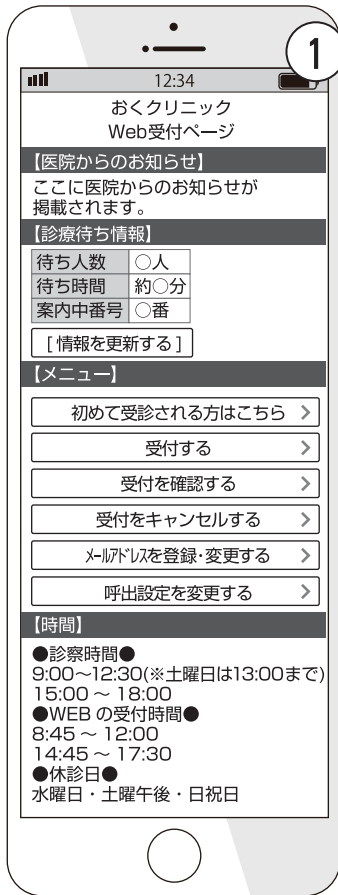 1
12:34
おくクリニック
Web受付ページ
【医院からのお知らせ】
ここに医院からのお知らせが
掲載されます。
【診療待ち情報】
待ち人数 ○人
待ち時間 約○分
案内中番号 ○番
[ 情報を更新する ]
【メニュー】
初めて受診される方はこちら
受付する
受付を確認する
受付をキャンセルする
ﾒｰﾙｱﾄﾞﾚｽを登録・変更する
呼出設定を変更する
【時間】
●診察時間●
9:00〜12:30(※土曜日は13:00まで)
15:00 〜 18:00
●WEB の受付時間●
8:45 〜 12:00
14:45 〜 17:30
●休診日●
水曜日・土曜午後・日祝日